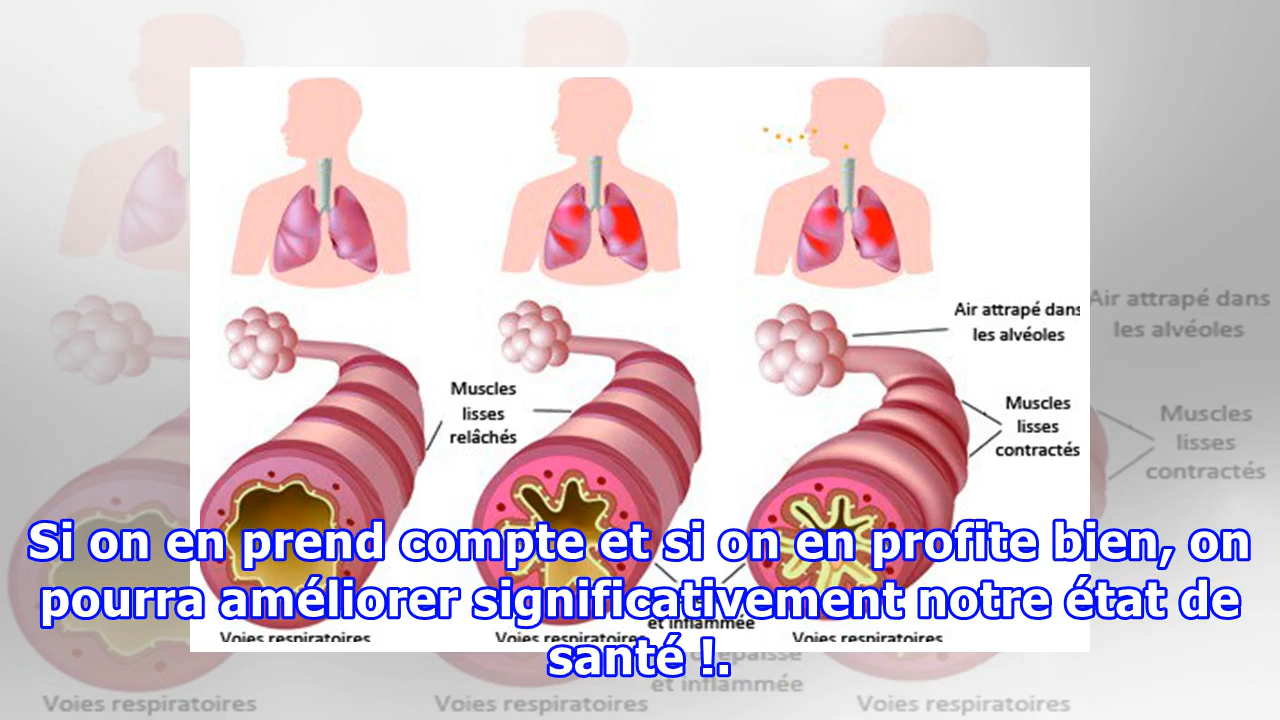 Air attrapé dans
les alvéoles
Air attrapé dans
les alvéoles
Muscles
lisses
relâchés
Muscles
lisses
contractés
Muscles
lisses
contractés
Si on en prend compte et si on en profite bien, on
pourra améliorer significativement notre état de
santé !.
et inflammée
Voies respiratoires
Voies respiratoires
Voies respiratoires
et inflammée
Voies respiratoires
Voies respiratoires
Voies respiratoires